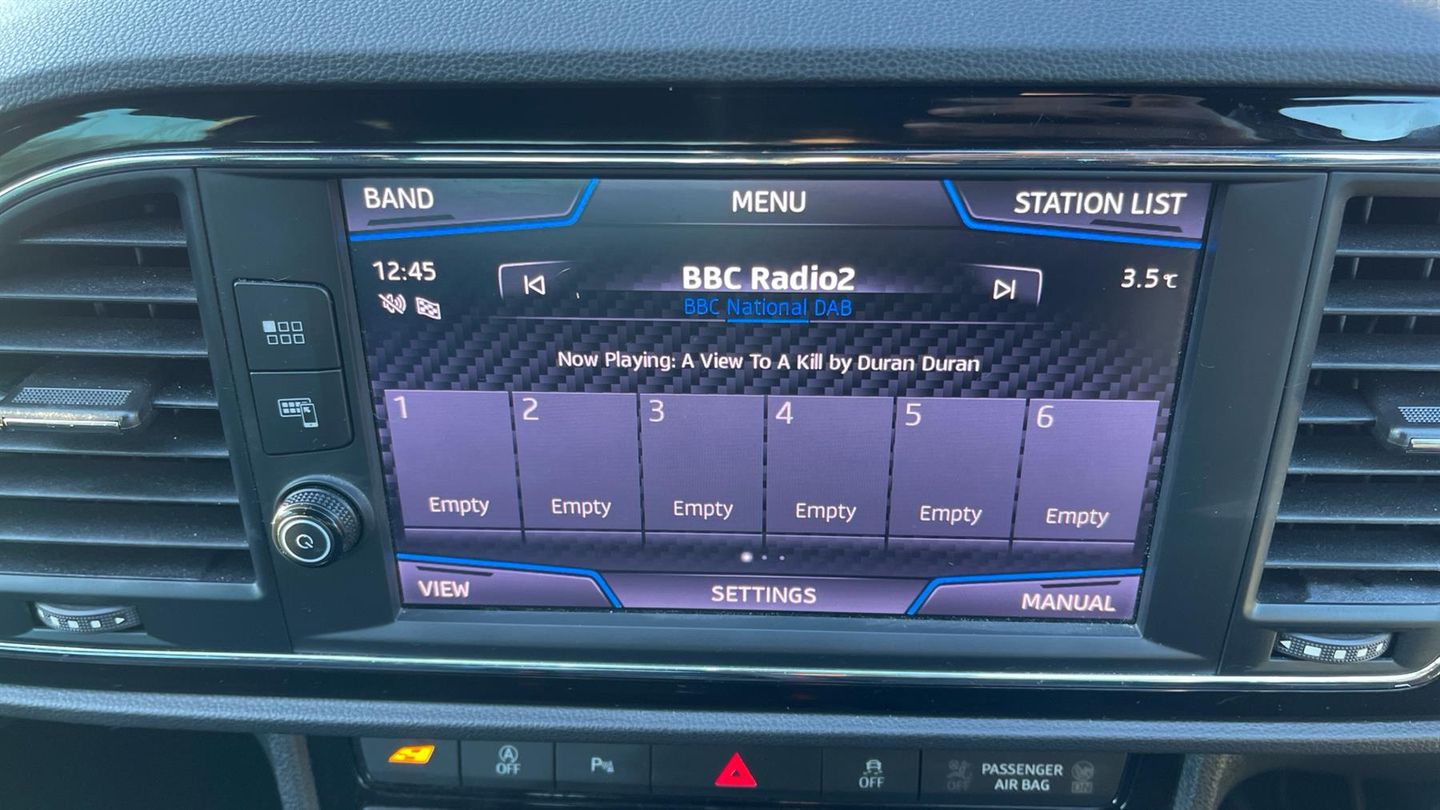 BAND MENU STATION LIST
12:45 BBC Radio2 3.5°C
BBC National DAB
Now Playing: A View To A Kill by Duran Duran
1 2 3 4 5 6
Empty Empty Empty Empty Empty Empty
VIEW SETTINGS MANUAL
A
OFF P OFF PASSENGER
AIR BAG
OFF ON